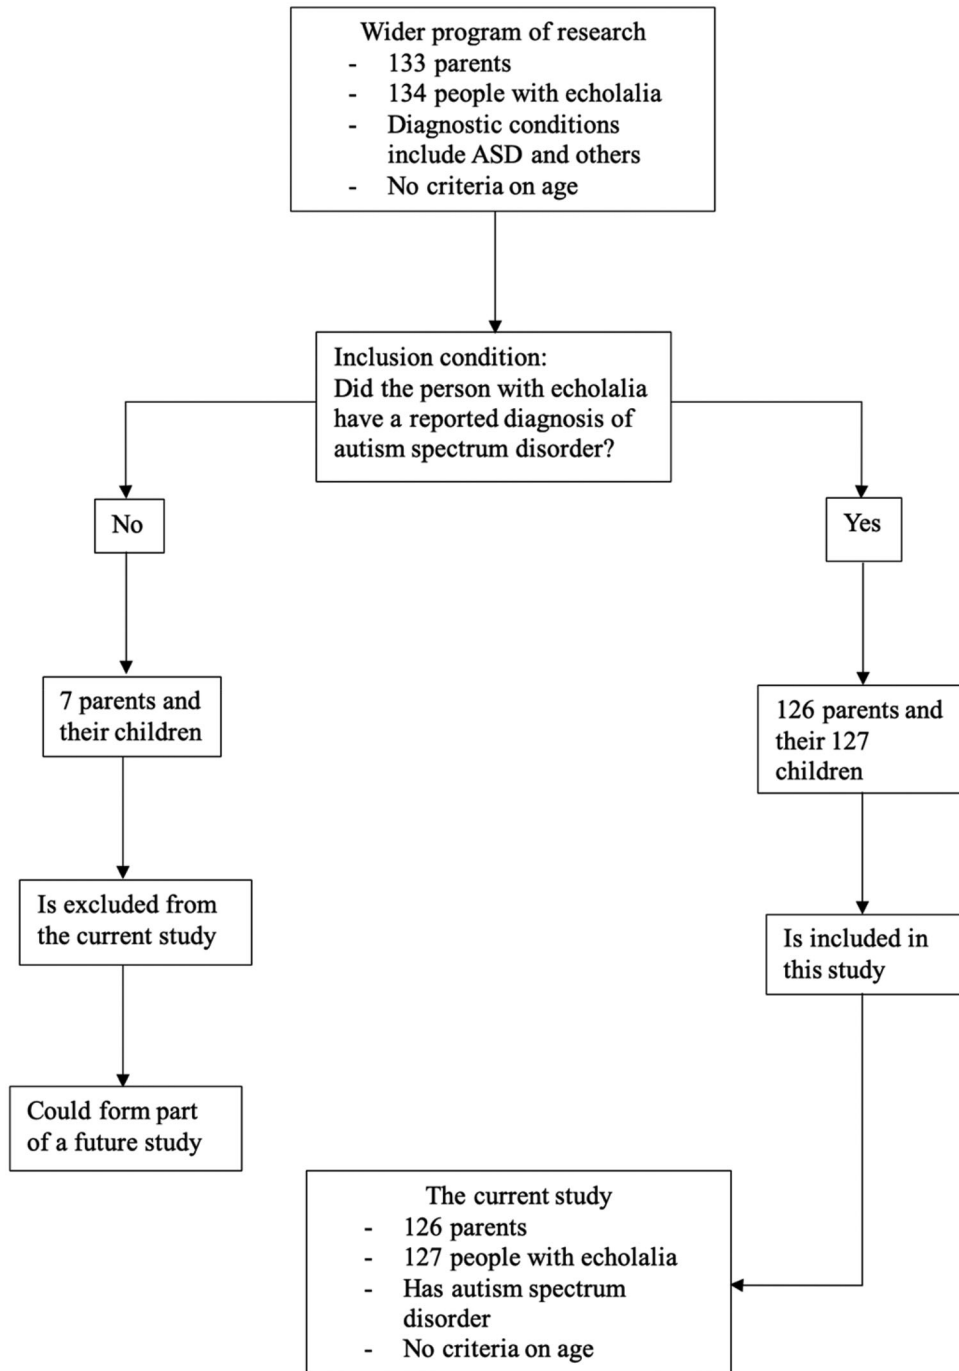 Wider program of research
- 133 parents
- 134 people with echolalia
- Diagnostic conditions
include ASD and others
- No criteria on age
Inclusion condition:
Did the person with echolalia
have a reported diagnosis of
autism spectrum disorder?
No
Yes
7 parents and
their children
126 parents and
their 127
children
Is excluded from
the current study
Is included in
this study
Could form part
of a future study
The current study
- 126 parents
- 127 people with echolalia
- Has autism spectrum
disorder
- No criteria on age